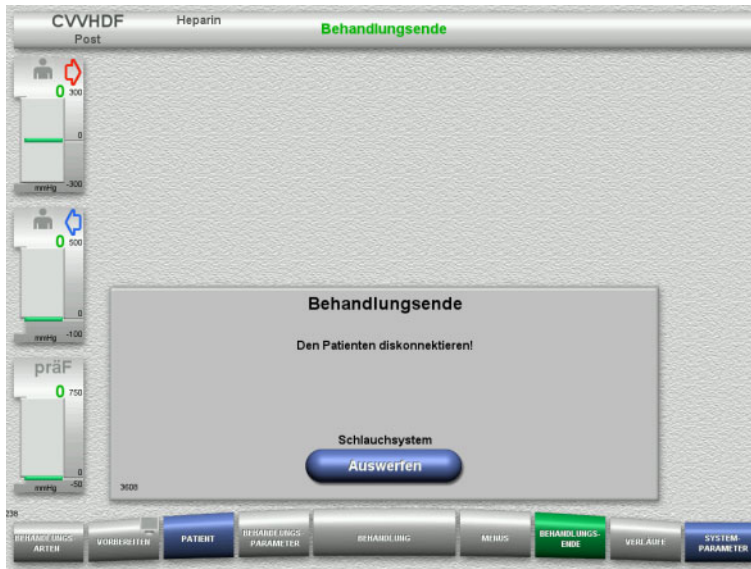 CVVHDF
Post
Heparin
Behandlungsende
0
300
0
-300
mmHg
0
500
0
-100
mmHg
präF
0
750
0
-50
mmHg
Behandlungsende
Den Patienten diskonnektieren!
Schlauchsystem
Auswerfen
3608
238
BEHANDLUNGS-
ARTEN
VORBEREITEN
PATIENT
BEHANDLUNGS-
PARAMETER
BEHANDLUNG
MENUS
BEHANDLUNGS-
ENDE
VERLÄUFE
SYSTEM-
PARAMETER